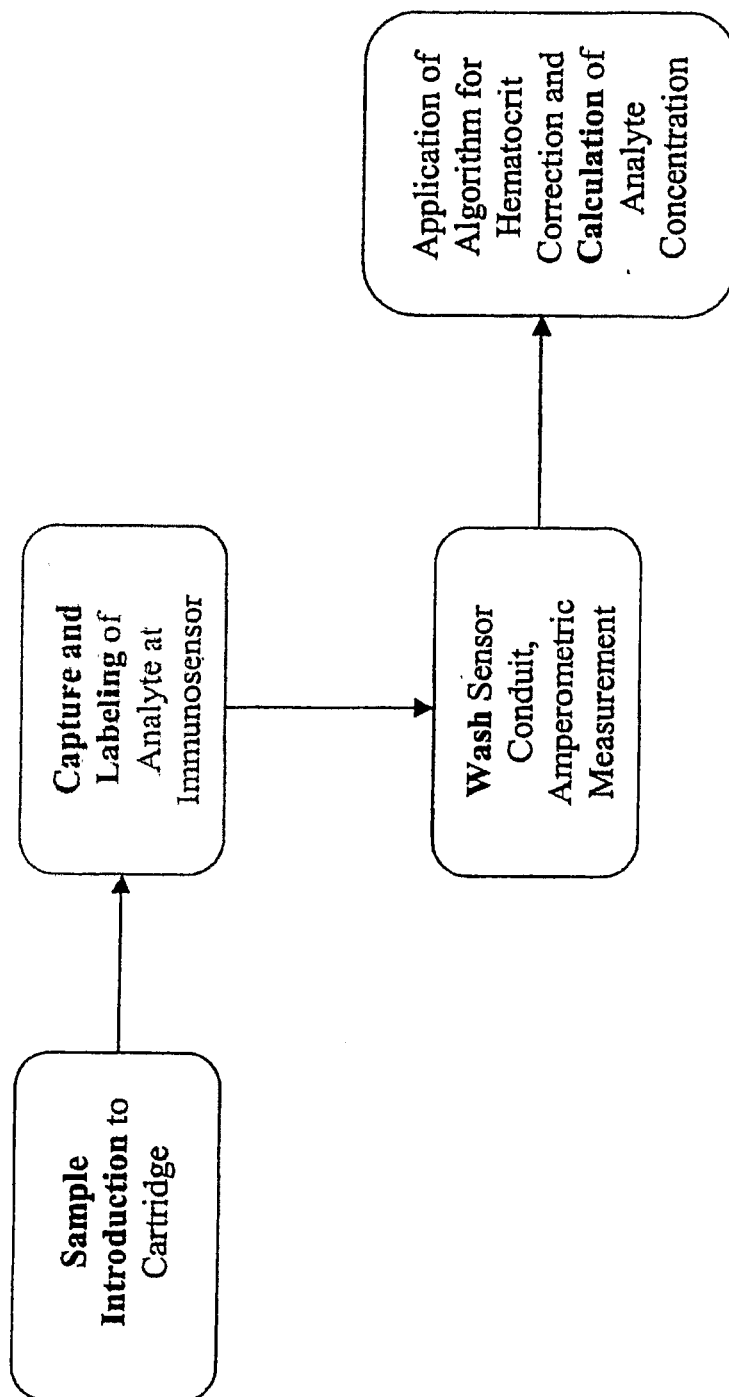 Sample
Introduction to
Cartridge
Capture and
Labeling of
Analyte at
Immunosensor
Wash Sensor
Conduit,
Amperometric
Measurement
Application of
Algorithm for
Hematocrit
Correction and
Calculation of
Analyte
Concentration